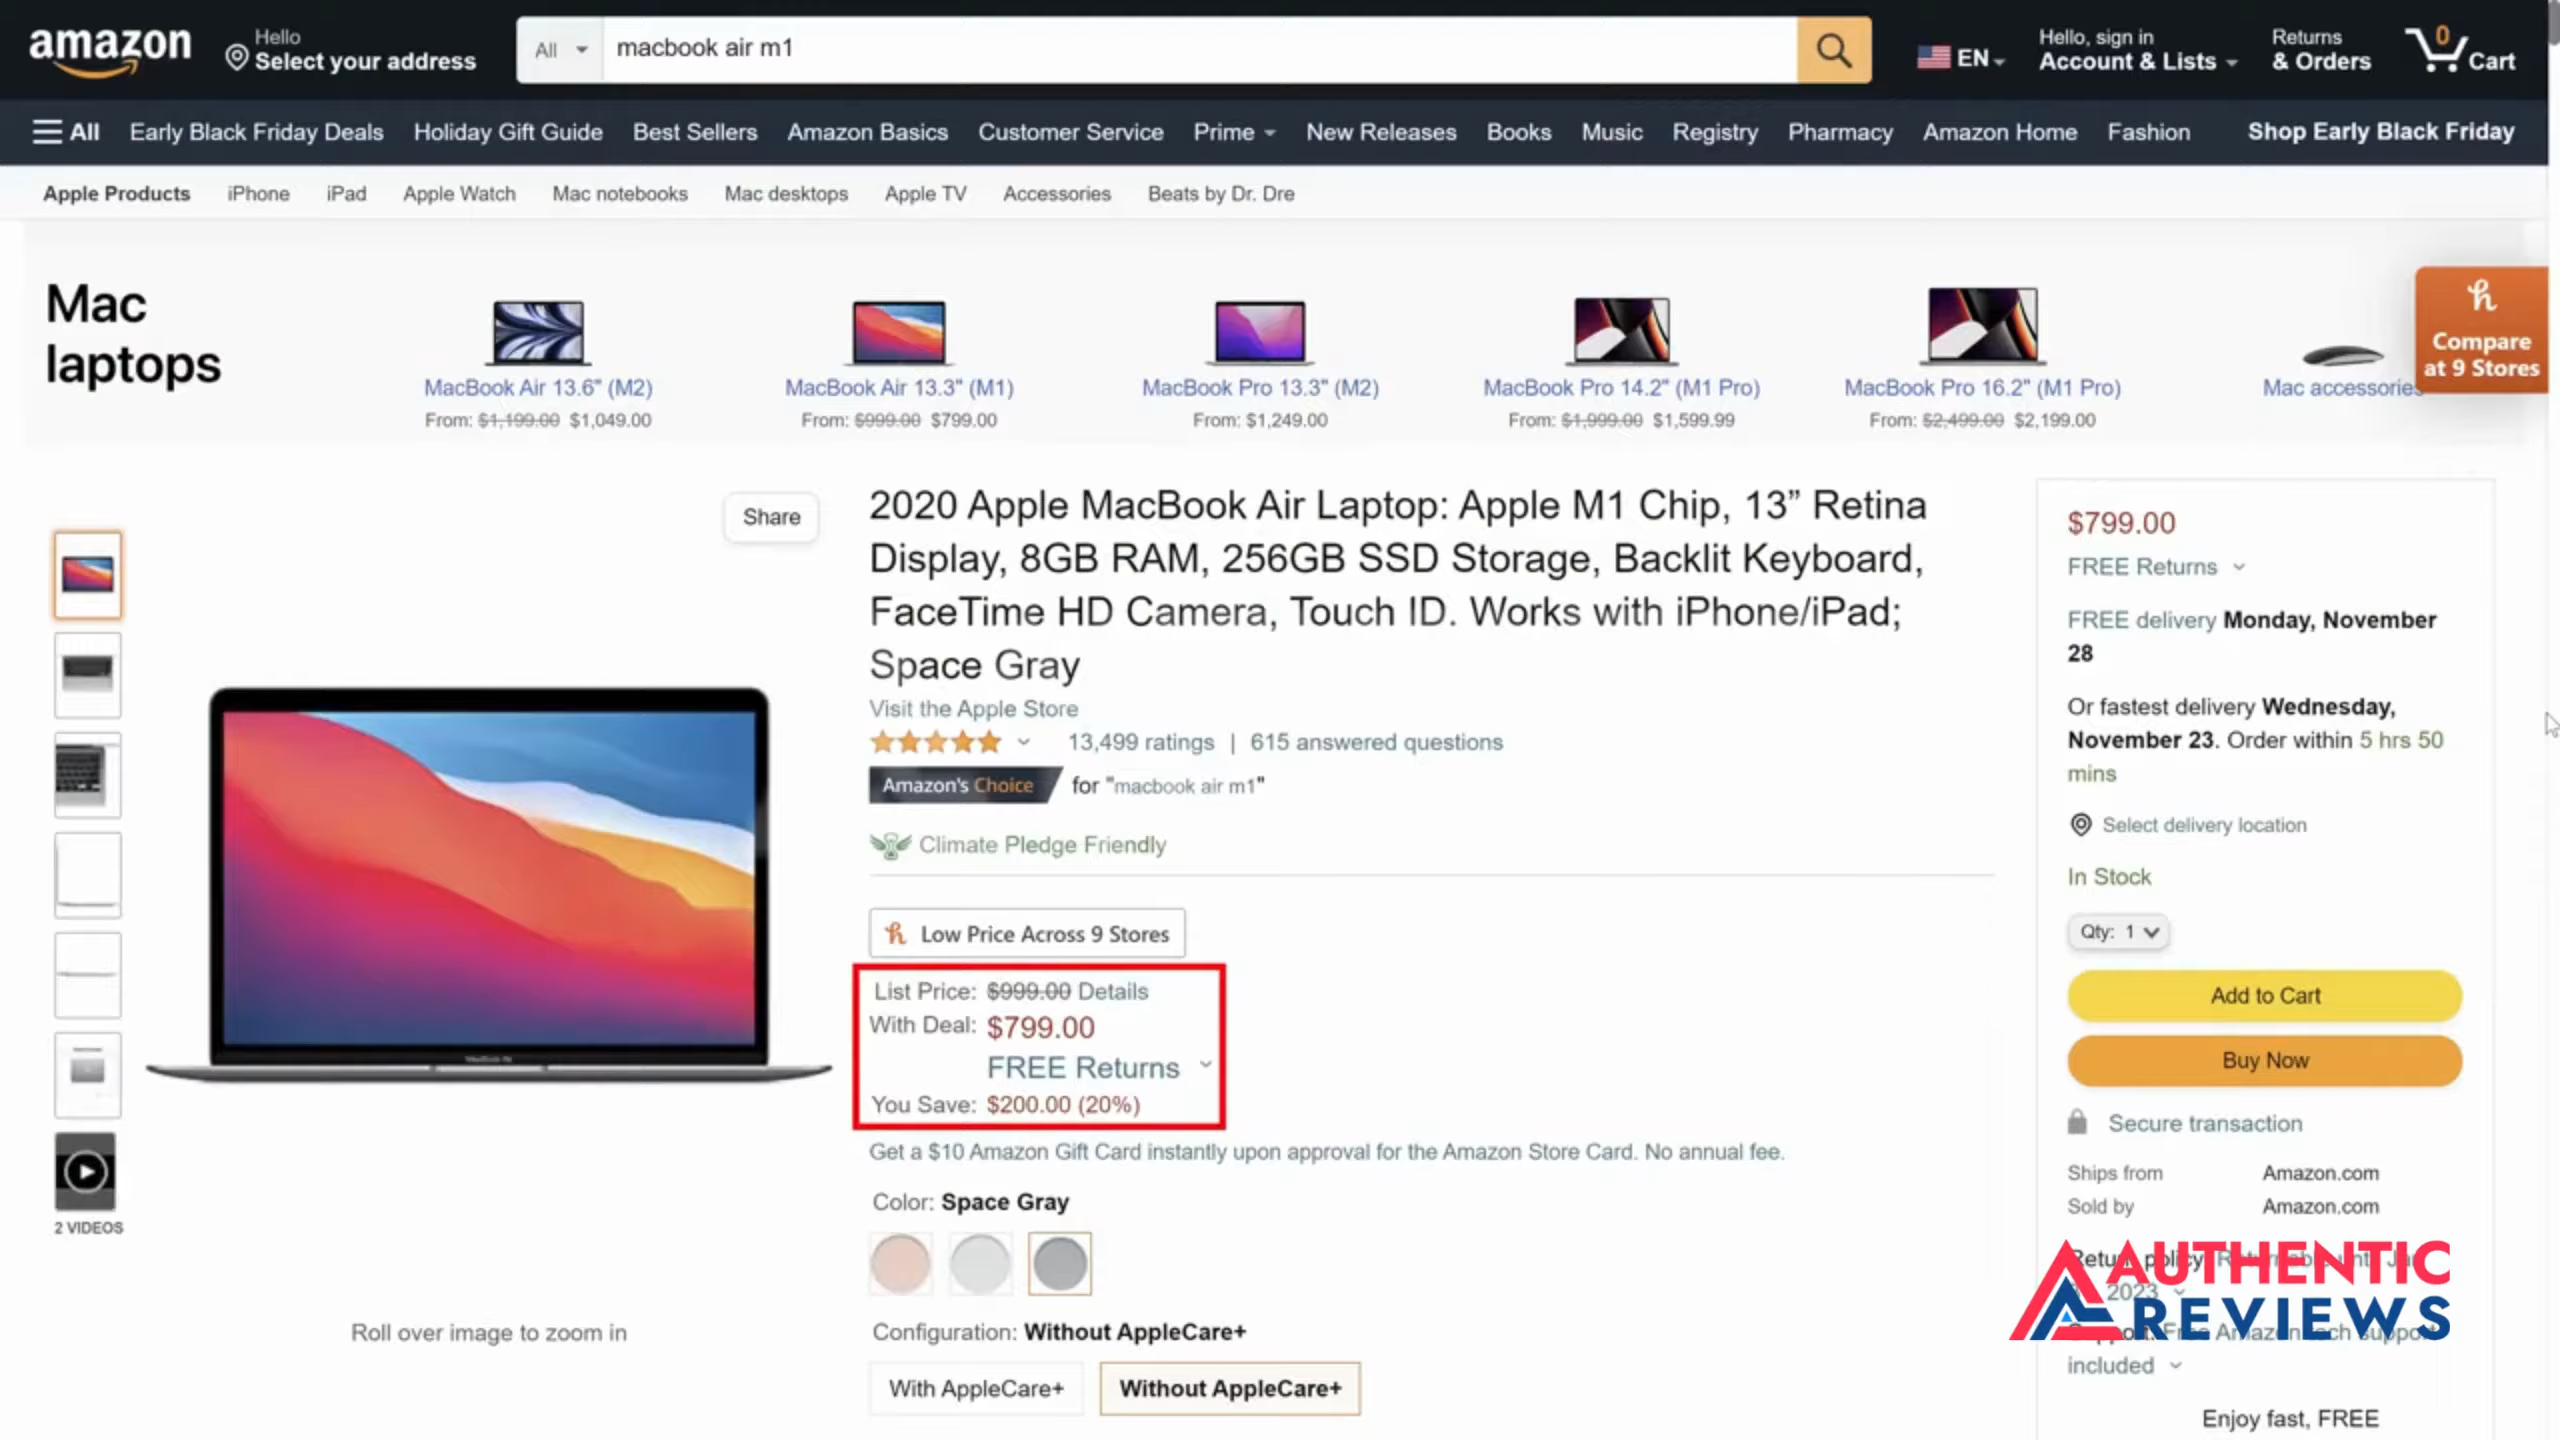 amazon
Hello
Select your address
All
macbook air m1
EN
Hello, sign in
Account & Lists
Returns
& Orders
0
Cart
All
Early Black Friday Deals
Holiday Gift Guide
Best Sellers
Amazon Basics
Customer Service
Prime
New Releases
Books
Music
Registry
Pharmacy
Amazon Home
Fashion
Shop Early Black Friday
Apple Products
iPhone
iPad
Apple Watch
Mac notebooks
Mac desktops
Apple TV
Accessories
Beats by Dr. Dre
Mac
laptops
MacBook Air 13.6" (M2)
From: $1,199.00 $1,049.00
MacBook Air 13.3" (M1)
From: $999.00 $799.00
MacBook Pro 13.3" (M2)
From: $1,249.00
MacBook Pro 14.2" (M1 Pro)
From: $1,999.00 $1,599.99
MacBook Pro 16.2" (M1 Pro)
From: $2,499.00 $2,199.00
Mac accessories
h
Compare
at 9 Stores
Share
2 VIDEOS
MacBook Air
Roll over image to zoom in
2020 Apple MacBook Air Laptop: Apple M1 Chip, 13” Retina
Display, 8GB RAM, 256GB SSD Storage, Backlit Keyboard,
FaceTime HD Camera, Touch ID. Works with iPhone/iPad;
Space Gray
Visit the Apple Store
13,499 ratings | 615 answered questions
Amazon's Choice for "macbook air m1"
Climate Pledge Friendly
h Low Price Across 9 Stores
List Price: $999.00 Details
With Deal: $799.00
FREE Returns
You Save: $200.00 (20%)
Get a $10 Amazon Gift Card instantly upon approval for the Amazon Store Card. No annual fee.
Color: Space Gray
Configuration: Without AppleCare+
With AppleCare+
Without AppleCare+
$799.00
FREE Returns
FREE delivery Monday, November
28
Or fastest delivery Wednesday,
November 23. Order within 5 hrs 50
mins
Select delivery location
In Stock
Qty: 1
Add to Cart
Buy Now
Secure transaction
Ships from Amazon.com
Sold by Amazon.com
policy
2023
AUTHENTIC
REVIEWS
Amazon tech support
included
Enjoy fast, FREE